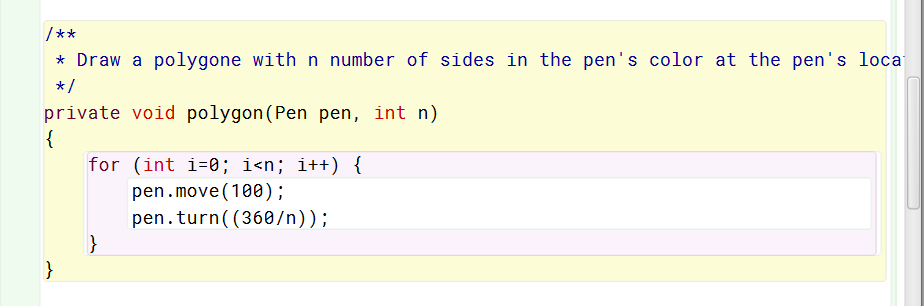 /**
* Draw a polygone with n number of sides in the pen's color at the pen's loca
*/
private void polygon(Pen pen, int n)
{
for (int i=0; i<n; i++) {
pen.move(100);
pen.turn((360/n));
}
}